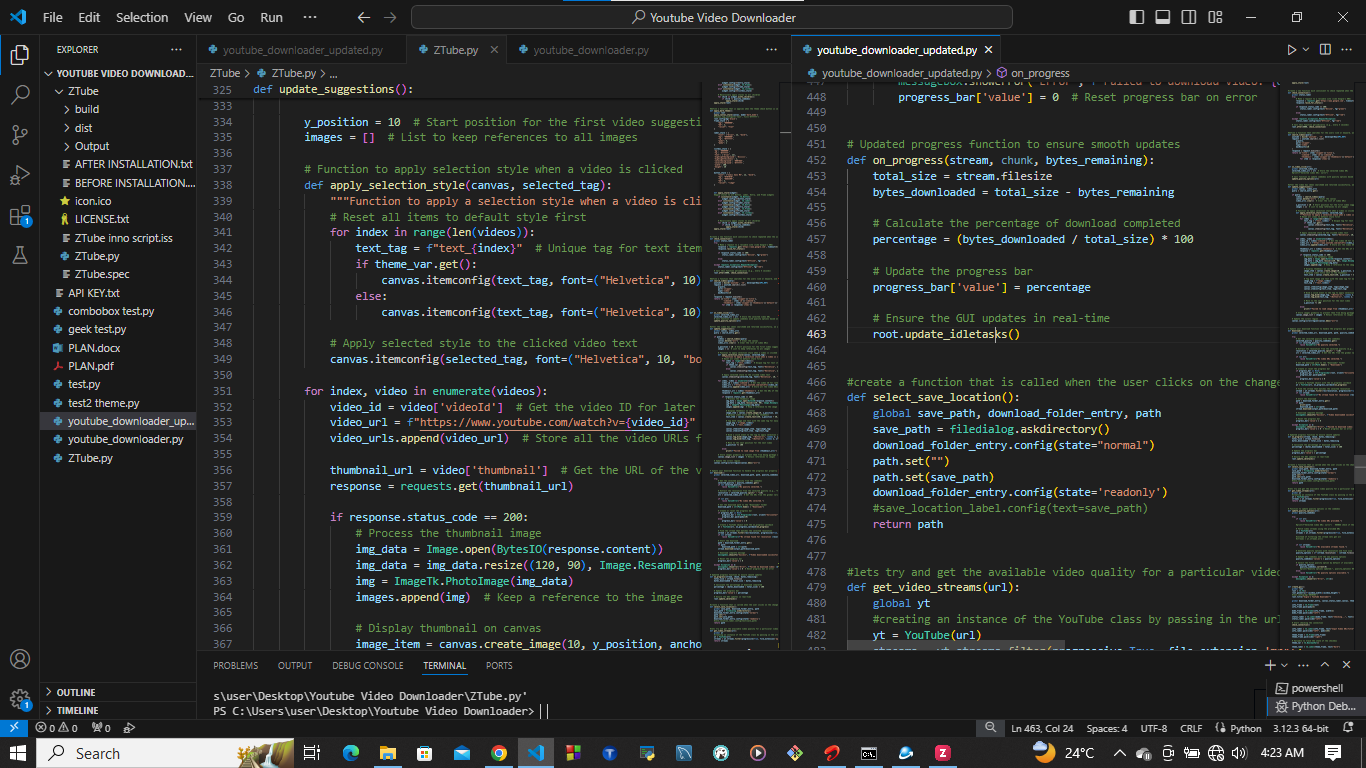 File Edit Selection View Go Run ···
Youtube Video Downloader
EXPLORER
YOUTUBE VIDEO DOWNLOAD...
ZTube
build
dist
Output
AFTER INSTALLATION.txt
BEFORE INSTALLATION....
icon.ico
LICENSE.txt
ZTube inno script.iss
ZTube.py
ZTube.spec
API KEY.txt
combobox test.py
geek test.py
PLAN.docx
PLAN.pdf
test.py
test2 theme.py
youtube_downloader_up...
youtube_downloader.py
ZTube.py
OUTLINE
TIMELINE
youtube_downloader_updated.py
ZTube.py
youtube_downloader.py
ZTube > ZTube.py > ...
325 def update_suggestions():
333
334 y_position = 10 # Start position for the first video suggesti
335 images = [] # List to keep references to all images
336
337 # Function to apply selection style when a video is clicked
338 def apply_selection_style(canvas, selected_tag):
339 """Function to apply a selection style when a video is cli
340 # Reset all items to default style first
341 for index in range(len(videos)):
342 text_tag = f"text_{index}" # Unique tag for text item
343 if theme_var.get():
344 canvas.itemconfig(text_tag, font=("Helvetica", 10)
345 else:
346 canvas.itemconfig(text_tag, font=("Helvetica", 10)
347
348 # Apply selected style to the clicked video text
349 canvas.itemconfig(selected_tag, font=("Helvetica", 10, "bo
350
351 for index, video in enumerate(videos):
352 video_id = video['videoId'] # Get the video ID for later
353 video_url = f"https://www.youtube.com/watch?v={video_id}"
354 video_urls.append(video_url) # Store all the video URLs f
355
356 thumbnail_url = video['thumbnail'] # Get the URL of the v
357 response = requests.get(thumbnail_url)
358
359 if response.status_code == 200:
360 # Process the thumbnail image
361 img_data = Image.open(BytesIO(response.content))
362 img_data = img_data.resize((120, 90), Image.Resampling
363 img = ImageTk.PhotoImage(img_data)
364 images.append(img) # Keep a reference to the image
365
366 # Display thumbnail on canvas
367 image_item = canvas.create_image(10, y_position, ancho
youtube_downloader_updated.py
youtube_downloader_updated.py > on_progress
448 progress_bar['value'] = 0 # Reset progress bar on error
449
450
451 # Updated progress function to ensure smooth updates
452 def on_progress(stream, chunk, bytes_remaining):
453 total_size = stream.filesize
454 bytes_downloaded = total_size - bytes_remaining
455
456 # Calculate the percentage of download completed
457 percentage = (bytes_downloaded / total_size) * 100
458
459 # Update the progress bar
460 progress_bar['value'] = percentage
461
462 # Ensure the GUI updates in real-time
463 root.update_idletasks()
464
465
466 #create a function that is called when the user clicks on the change
467 def select_save_location():
468 global save_path, download_folder_entry, path
469 save_path = filedialog.askdirectory()
470 download_folder_entry.config(state="normal")
471 path.set("")
472 path.set(save_path)
473 download_folder_entry.config(state='readonly')
474 #save_location_label.config(text=save_path)
475 return path
476
477
478 #lets try and get the available video quality for a particular vide
479 def get_video_streams(url):
480 global yt
481 #creating an instance of the YouTube class by passing in the url
482 yt = YouTube(url)
PROBLEMS OUTPUT DEBUG CONSOLE TERMINAL PORTS
s\user\Desktop\Youtube Video Downloader\ZTube.py'
PS C:\Users\user\Desktop\Youtube Video Downloader>
powershell
Python Deb...
0 0 0
Ln 463, Col 24 Spaces: 4 UTF-8 CRLF Python 3.12.3 64-bit
Search
24°C
4:23 AM